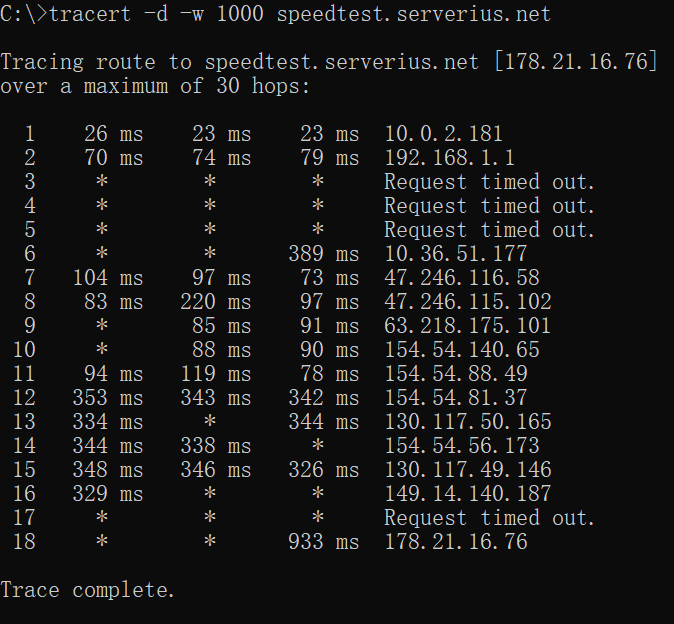 C:\>tracert -d -w 1000 speedtest.serverius.net
Tracing route to speedtest.serverius.net [178.21.16.76]
over a maximum of 30 hops:
1 26 ms 23 ms 23 ms 10.0.2.181
2 70 ms 74 ms 79 ms 192.168.1.1
3 * * * Request timed out.
4 * * * Request timed out.
5 * * * Request timed out.
6 * * 389 ms 10.36.51.177
7 104 ms 97 ms 73 ms 47.246.116.58
8 83 ms 220 ms 97 ms 47.246.115.102
9 * 85 ms 91 ms 63.218.175.101
10 * 88 ms 90 ms 154.54.140.65
11 94 ms 119 ms 78 ms 154.54.88.49
12 353 ms 343 ms 342 ms 154.54.81.37
13 334 ms * 344 ms 130.117.50.165
14 344 ms 338 ms * 154.54.56.173
15 348 ms 346 ms 326 ms 130.117.49.146
16 329 ms * * 149.14.140.187
17 * * * Request timed out.
18 * * 933 ms 178.21.16.76
Trace complete.